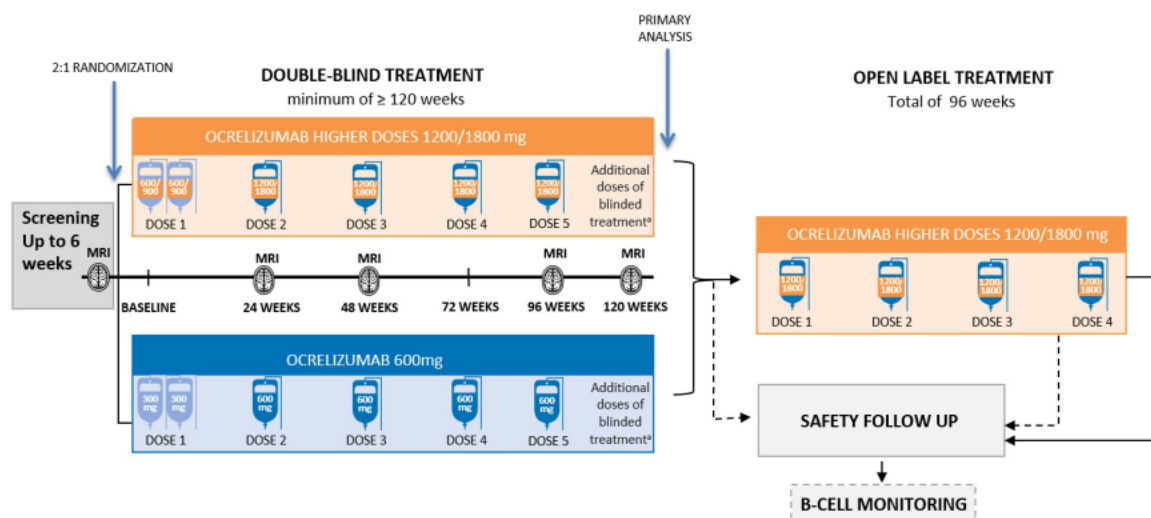 PRIMARY
ANALYSIS
2:1 RANDOMIZATION
DOUBLE-BLIND TREATMENT
minimum of ≥ 120 weeks
OPEN LABEL TREATMENT
Total of 96 weeks
OCRELIZUMAB HIGHER DOSES 1200/1800 mg
600/
900
600/
900
1200/
1800
1200/
1800
1200/
1800
1200/
1800
Additional
doses of
blinded
treatmentᵃ
DOSE 1
DOSE 2
DOSE 3
DOSE 4
DOSE 5
Screening
Up to 6
weeks
MRI
MRI
MRI
MRI
MRI
BASELINE
24 WEEKS
48 WEEKS
72 WEEKS
96 WEEKS
120 WEEKS
OCRELIZUMAB 600mg
300
mg
300
mg
600
mg
600
mg
600
mg
600
mg
Additional
doses of
blinded
treatmentᵃ
DOSE 1
DOSE 2
DOSE 3
DOSE 4
DOSE 5
OCRELIZUMAB HIGHER DOSES 1200/1800 mg
1200/
1800
1200/
1800
1200/
1800
1200/
1800
DOSE 1
DOSE 2
DOSE 3
DOSE 4
SAFETY FOLLOW UP
B-CELL MONITORING